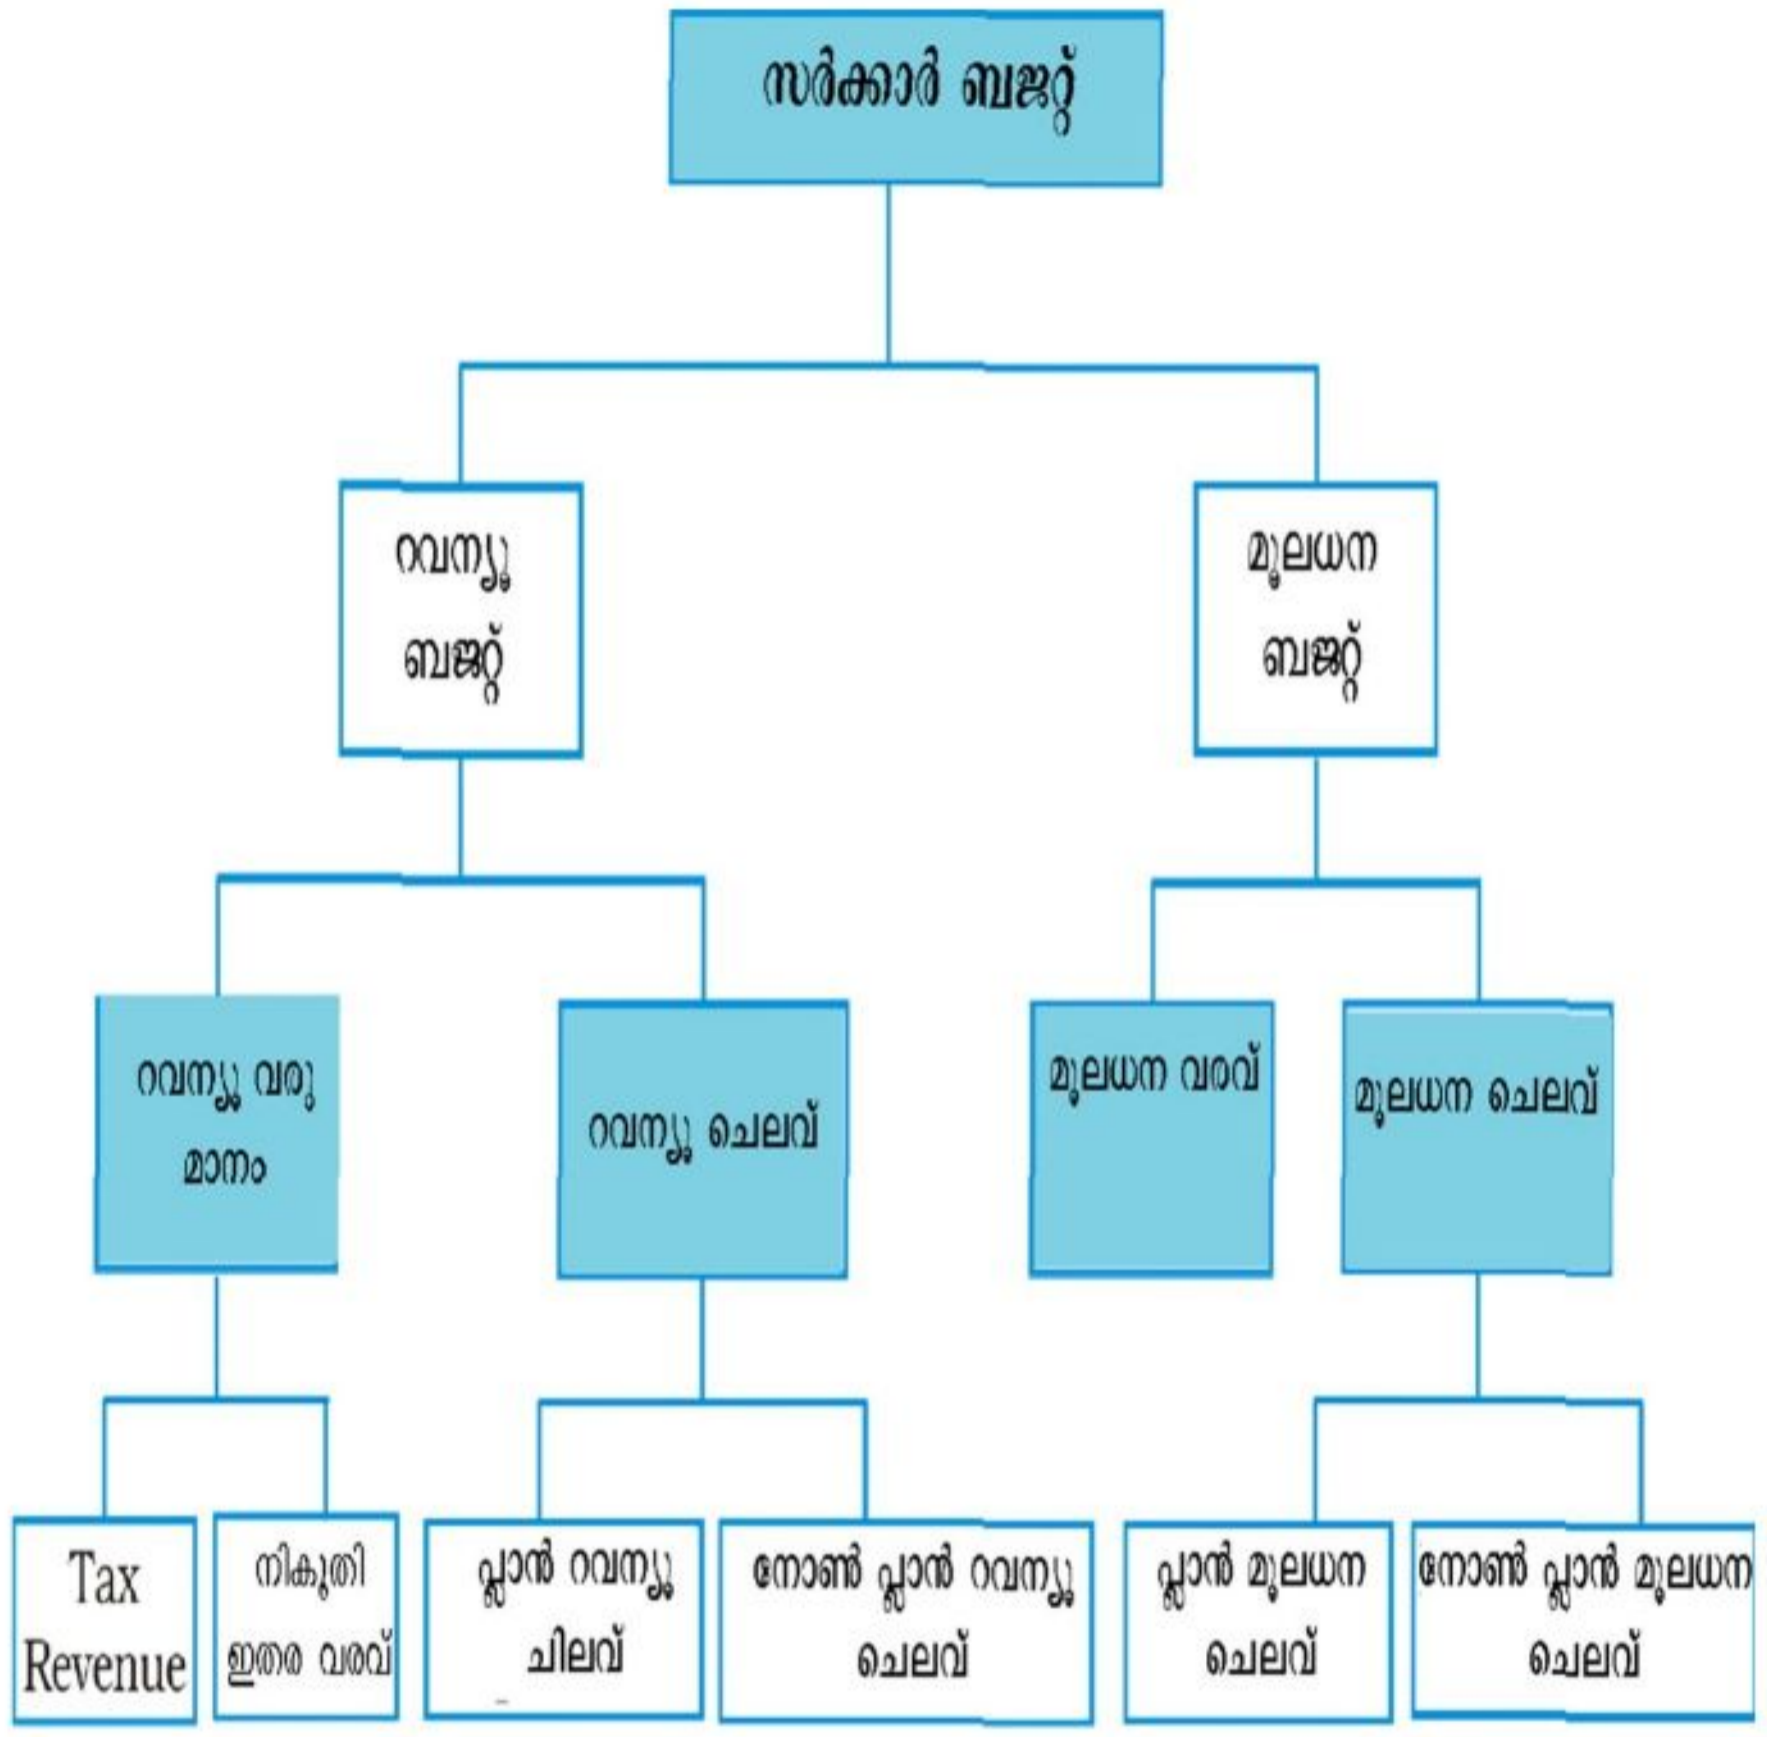 സർക്കാർ ബജറ്റ്
റവന്യൂ
ബജറ്റ്
മൂലധന
ബജറ്റ്
റവന്യൂ വരു
മാനം
റവന്യൂ ചെലവ്
മൂലധന വരവ്
മൂലധന ചെലവ്
Tax
Revenue
നികുതി
ഇതര വരവ്
പ്ലാൻ റവന്യൂ
ചിലവ്
നോൺ പ്ലാൻ റവന്യൂ
ചെലവ്
പ്ലാൻ മൂലധന
ചെലവ്
നോൺ പ്ലാൻ മൂലധന
ചെലവ്